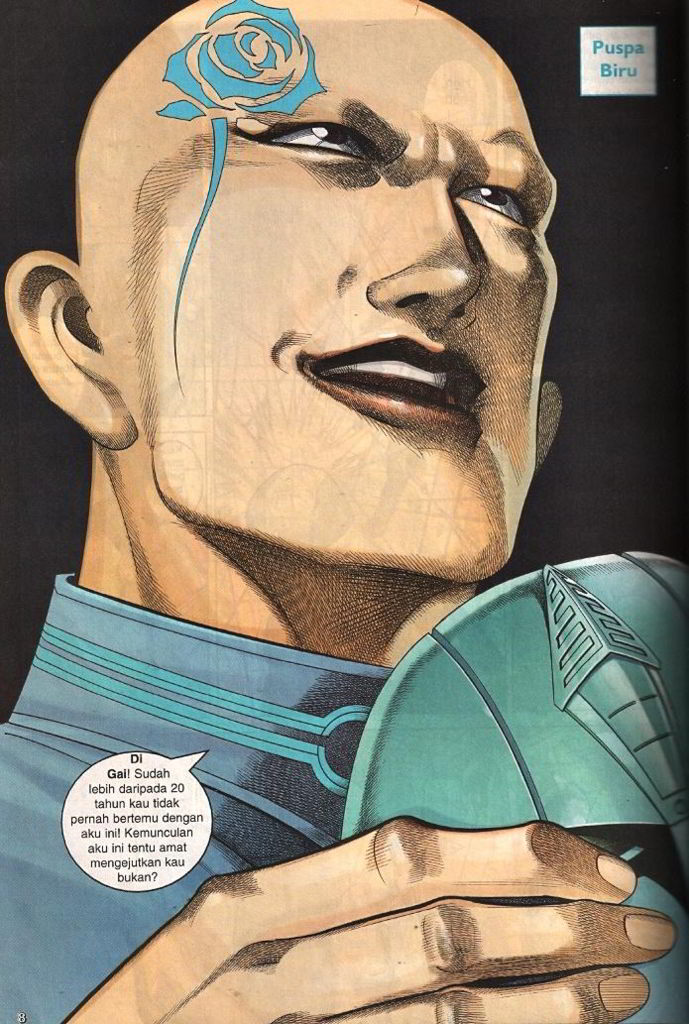 Puspa
Biru
Di
Gai! Sudah
lebih daripada 20
tahun kau tidak
pernah bertemu dengan
aku ini! Kemunculan
aku ini tentu amat
mengejutkan kau
bukan?
8